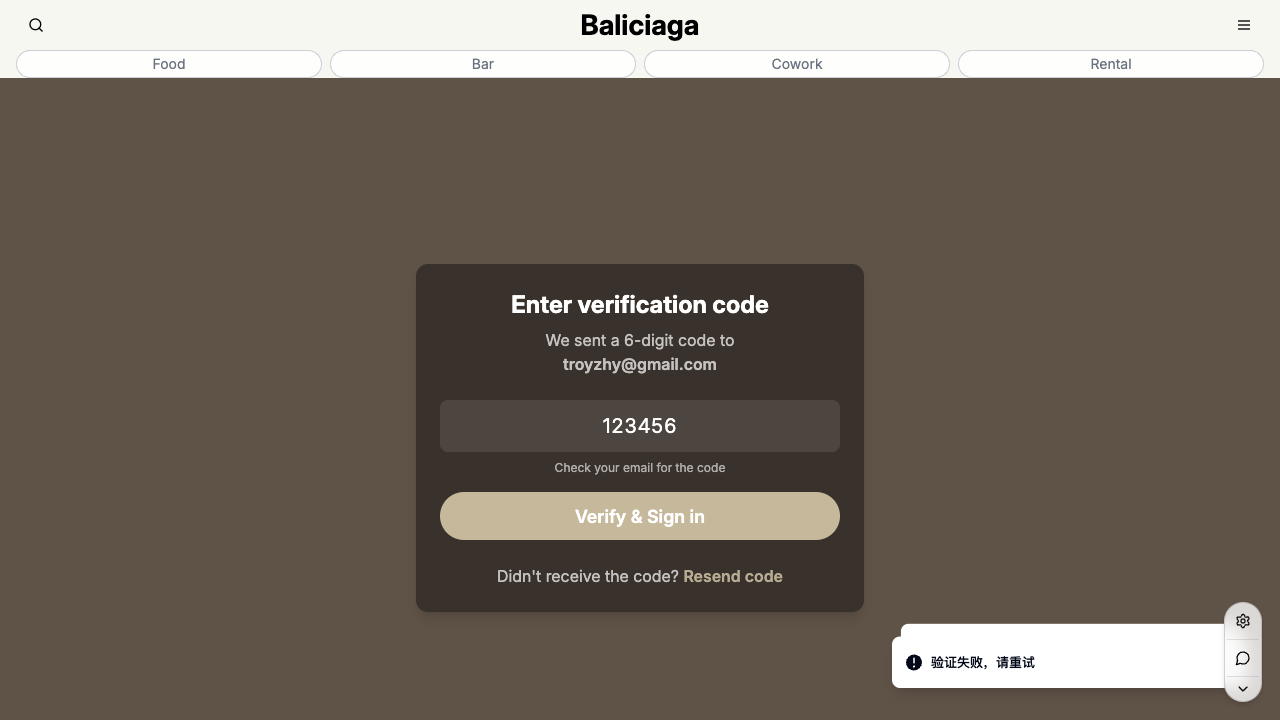 Baliciaga
Food
Bar
Cowork
Rental
Enter verification code
We sent a 6-digit code to
troyzhy@gmail.com
123456
Check your email for the code
Verify & Sign in
Didn't receive the code? Resend code
验证失败，请重试